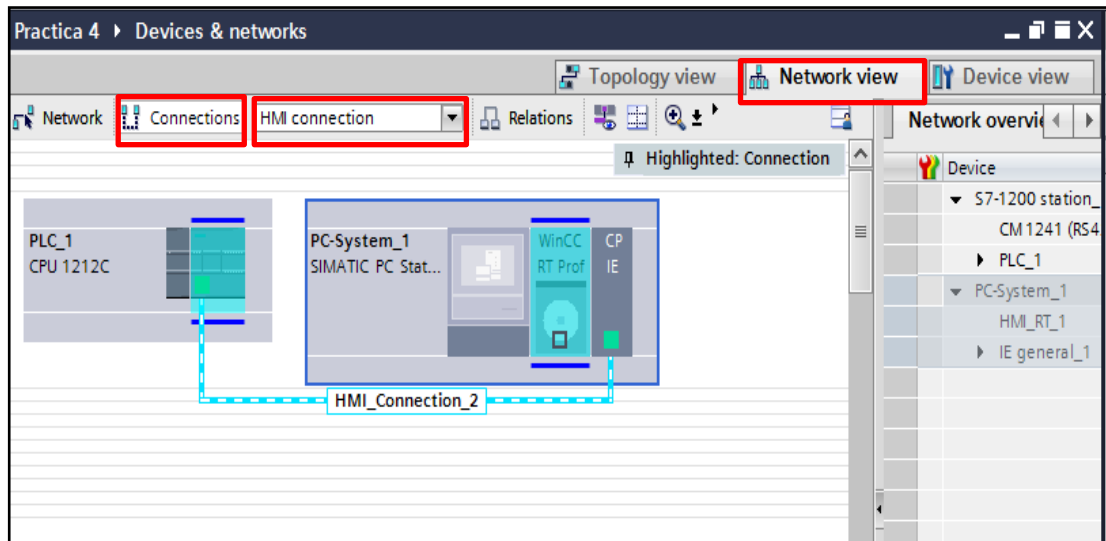 Practica 4 ▸ Devices & networks
Topology view Network view Device view
Network Connections HMI connection Relations Network overvie
Highlighted: Connection
Device
S7-1200 station_
CM 1241 (RS4
PLC_1
PC-System_1
HMI_RT_1
IE general_1
PLC_1
CPU 1212C
PC-System_1
SIMATIC PC Stat...
WinCC
RT Prof
CP
IE
HMI_Connection_2